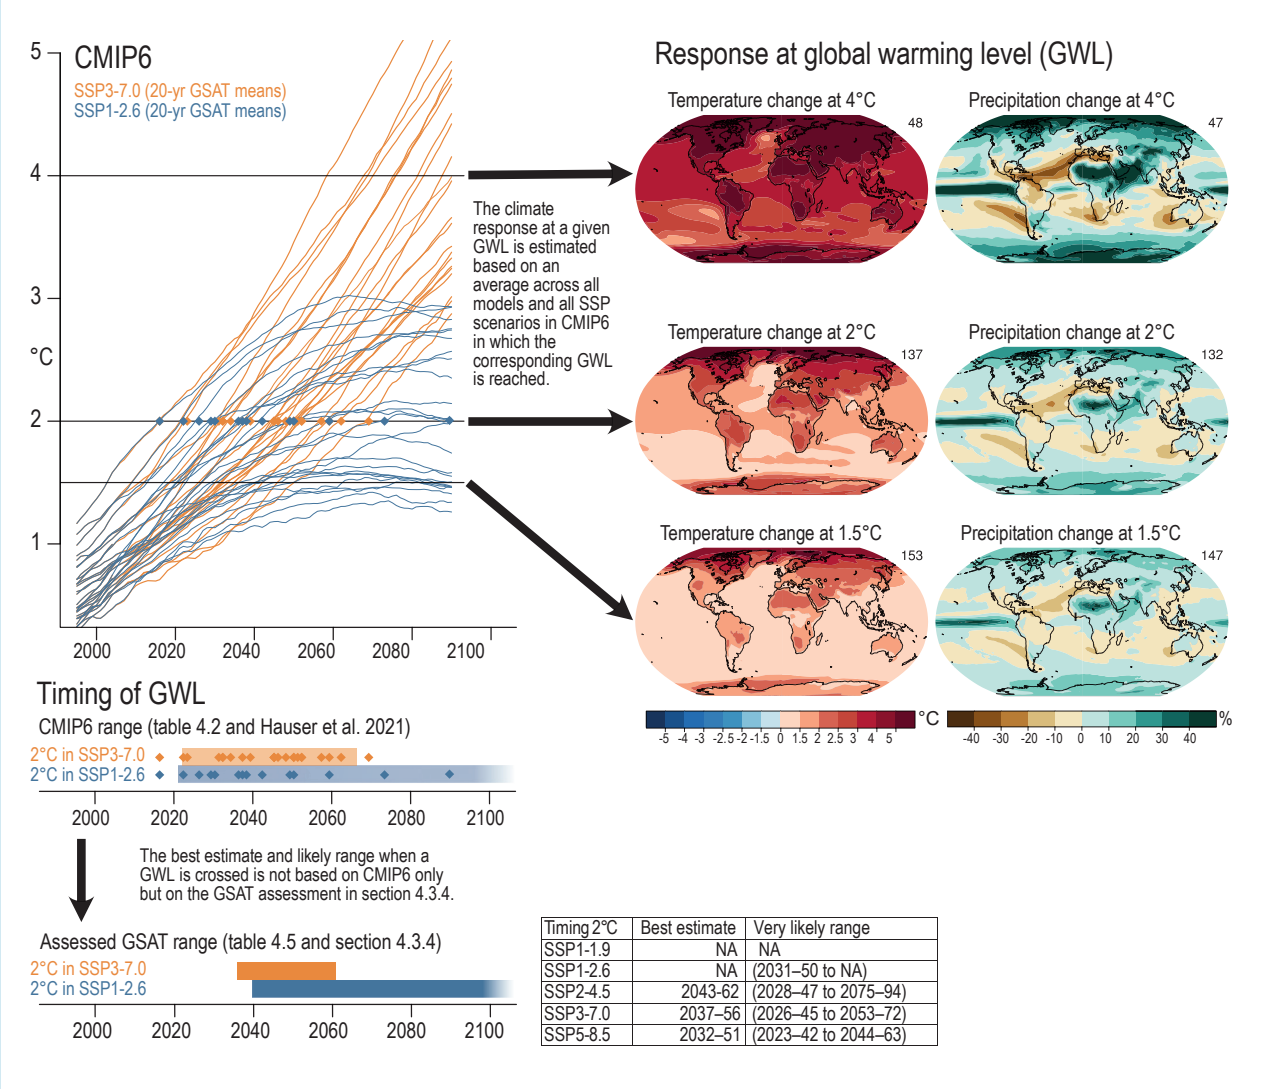 CMIP6
SSP3-7.0 (20-yr GSAT means)
SSP1-2.6 (20-yr GSAT means)
5
4
3
°C
2
1
2000 2020 2040 2060 2080 2100
The climate
response at a given
GWL is estimated
based on an
average across all
models and all SSP
scenarios in CMIP6
in which the
corresponding GWL
is reached.
Response at global warming level (GWL)
Temperature change at 4°C
48
Precipitation change at 4°C
47
Temperature change at 2°C
137
Precipitation change at 2°C
132
Temperature change at 1.5°C
153
Precipitation change at 1.5°C
147
°C
-5 -4 -3 -2.5 -2 -1.5 0 1.5 2 2.5 3 4 5
%
-40 -30 -20 -10 0 10 20 30 40
Timing of GWL
CMIP6 range (table 4.2 and Hauser et al. 2021)
2°C in SSP3-7.0
2°C in SSP1-2.6
2000 2020 2040 2060 2080 2100
The best estimate and likely range when a
GWL is crossed is not based on CMIP6 only
but on the GSAT assessment in section 4.3.4.
Assessed GSAT range (table 4.5 and section 4.3.4)
2°C in SSP3-7.0
2°C in SSP1-2.6
2000 2020 2040 2060 2080 2100
Timing 2°C Best estimate Very likely range
SSP1-1.9 NA NA
SSP1-2.6 NA (2031–50 to NA)
SSP2-4.5 2043-62 (2028–47 to 2075–94)
SSP3-7.0 2037–56 (2026–45 to 2053–72)
SSP5-8.5 2032–51 (2023–42 to 2044–63)